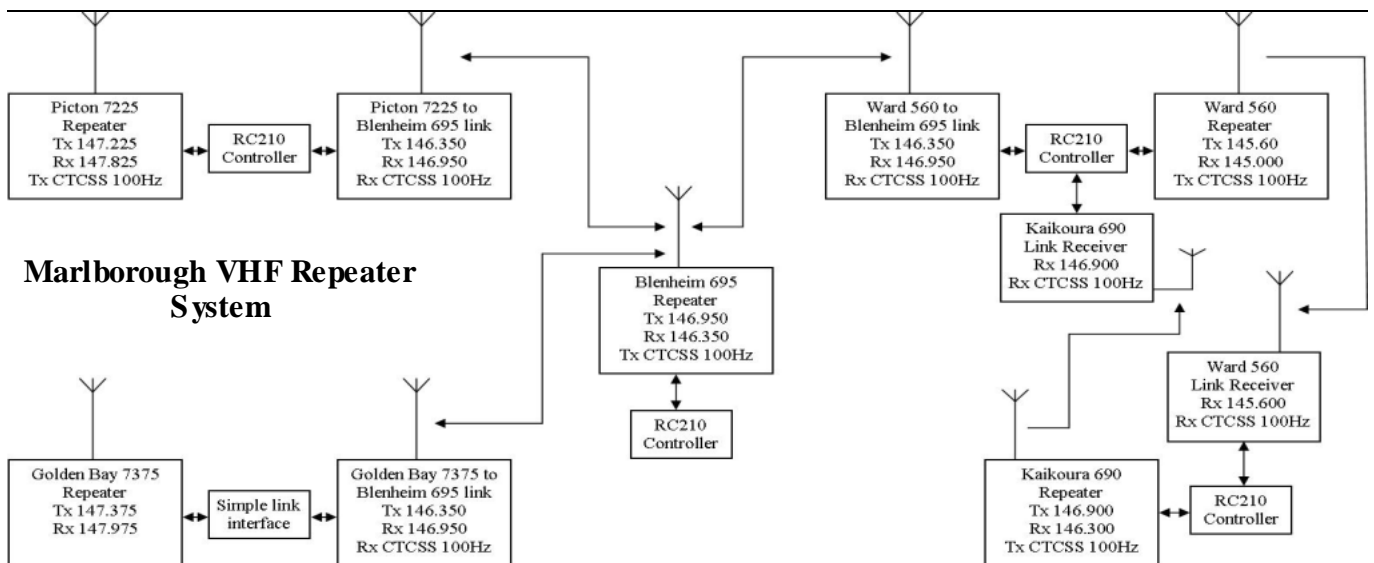 Picton 7225
Repeater
Tx 147.225
Rx 147.825
Tx CTCSS 100Hz
RC210
Controller
Picton 7225 to
Blenheim 695 link
Tx 146.350
Rx 146.950
Rx CTCSS 100Hz
Ward 560 to
Blenheim 695 link
Tx 146.350
Rx 146.950
Rx CTCSS 100Hz
RC210
Controller
Ward 560
Repeater
Tx 145.60
Rx 145.000
Tx CTCSS 100Hz
Kaikoura 690
Link Receiver
Rx 146.900
Rx CTCSS 100Hz
Marlborough VHF Repeater
System
Blenheim 695
Repeater
Tx 146.950
Rx 146.350
Tx CTCSS 100Hz
RC210
Controller
Ward 560
Link Receiver
Rx 145.600
Rx CTCSS 100Hz
Golden Bay 7375
Repeater
Tx 147.375
Rx 147.975
Simple link
interface
Golden Bay 7375 to
Blenheim 695 link
Tx 146.350
Rx 146.950
Rx CTCSS 100Hz
Kaikoura 690
Repeater
Tx 146.900
Rx 146.300
Tx CTCSS 100Hz
RC210
Controller